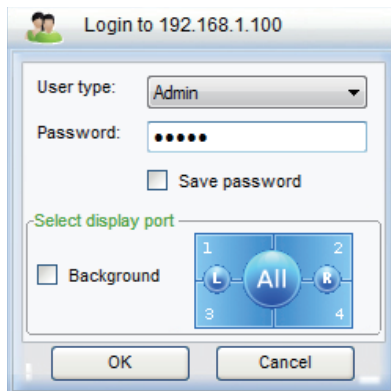 Login to 192.168.1.100
User type: Admin
Password: •••••
Save password
Select display port
Background
1 2
L All R
3 4
OK Cancel